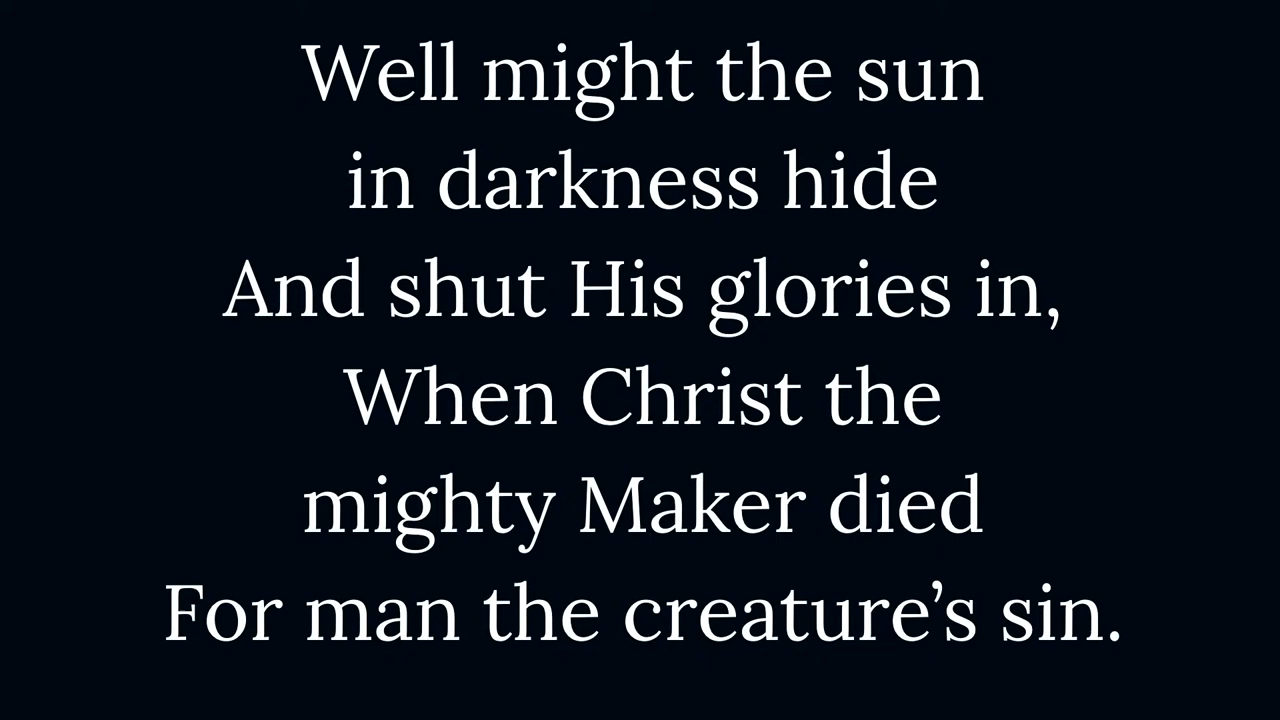 Well might the sun
in darkness hide
And shut His glories in,
When Christ the
mighty Maker died
For man the creature’s sin.